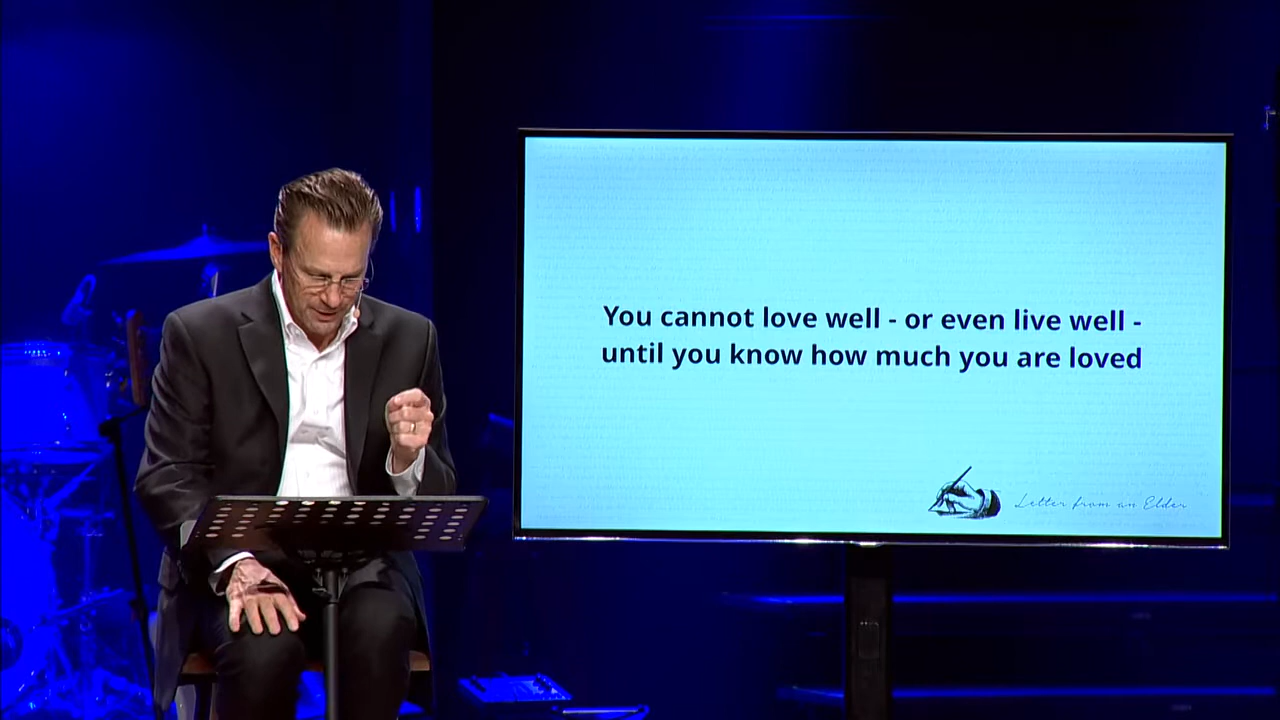 You cannot love well - or even live well -
until you know how much you are loved
Letter from an Elder